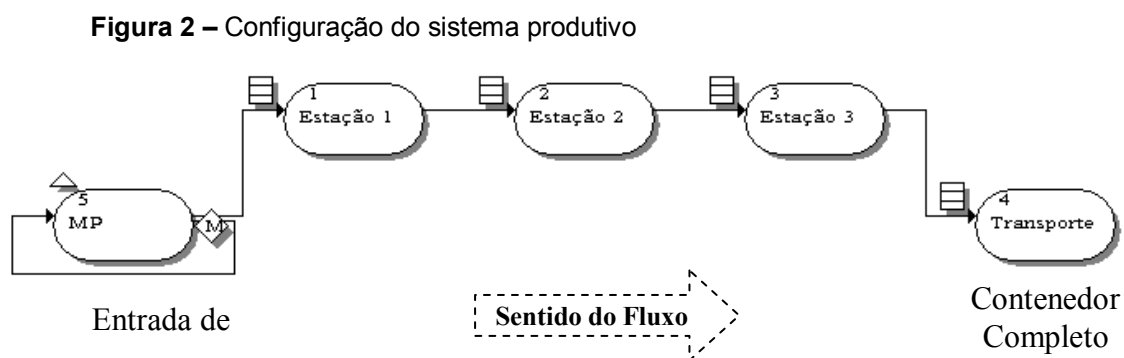 Figura 2 – Configuração do sistema produtivo
1
Estação 1
2
Estação 2
3
Estação 3
5
MP
M
4
Transporte
Entrada de
Sentido do Fluxo
Contenedor
Completo